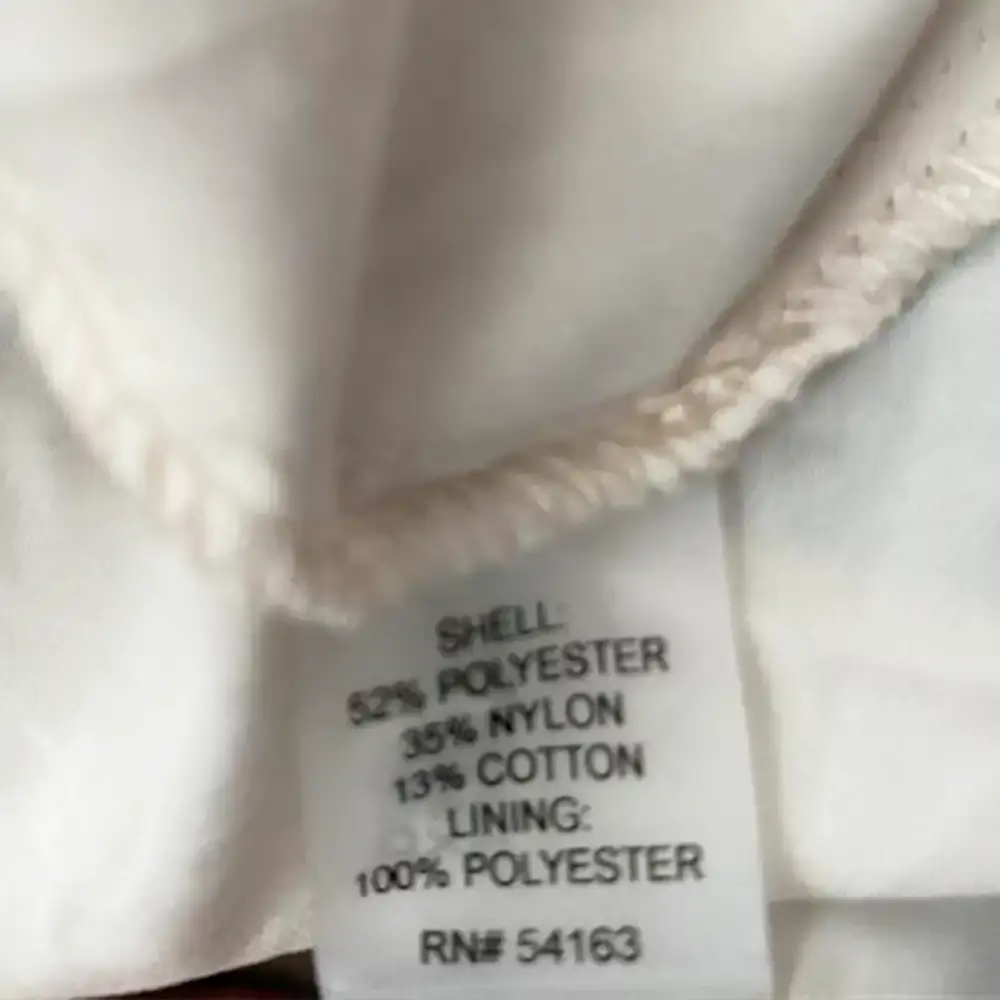 SHELL:
52% POLYESTER
35% NYLON
13% COTTON
LINING:
100% POLYESTER
RN# 54163